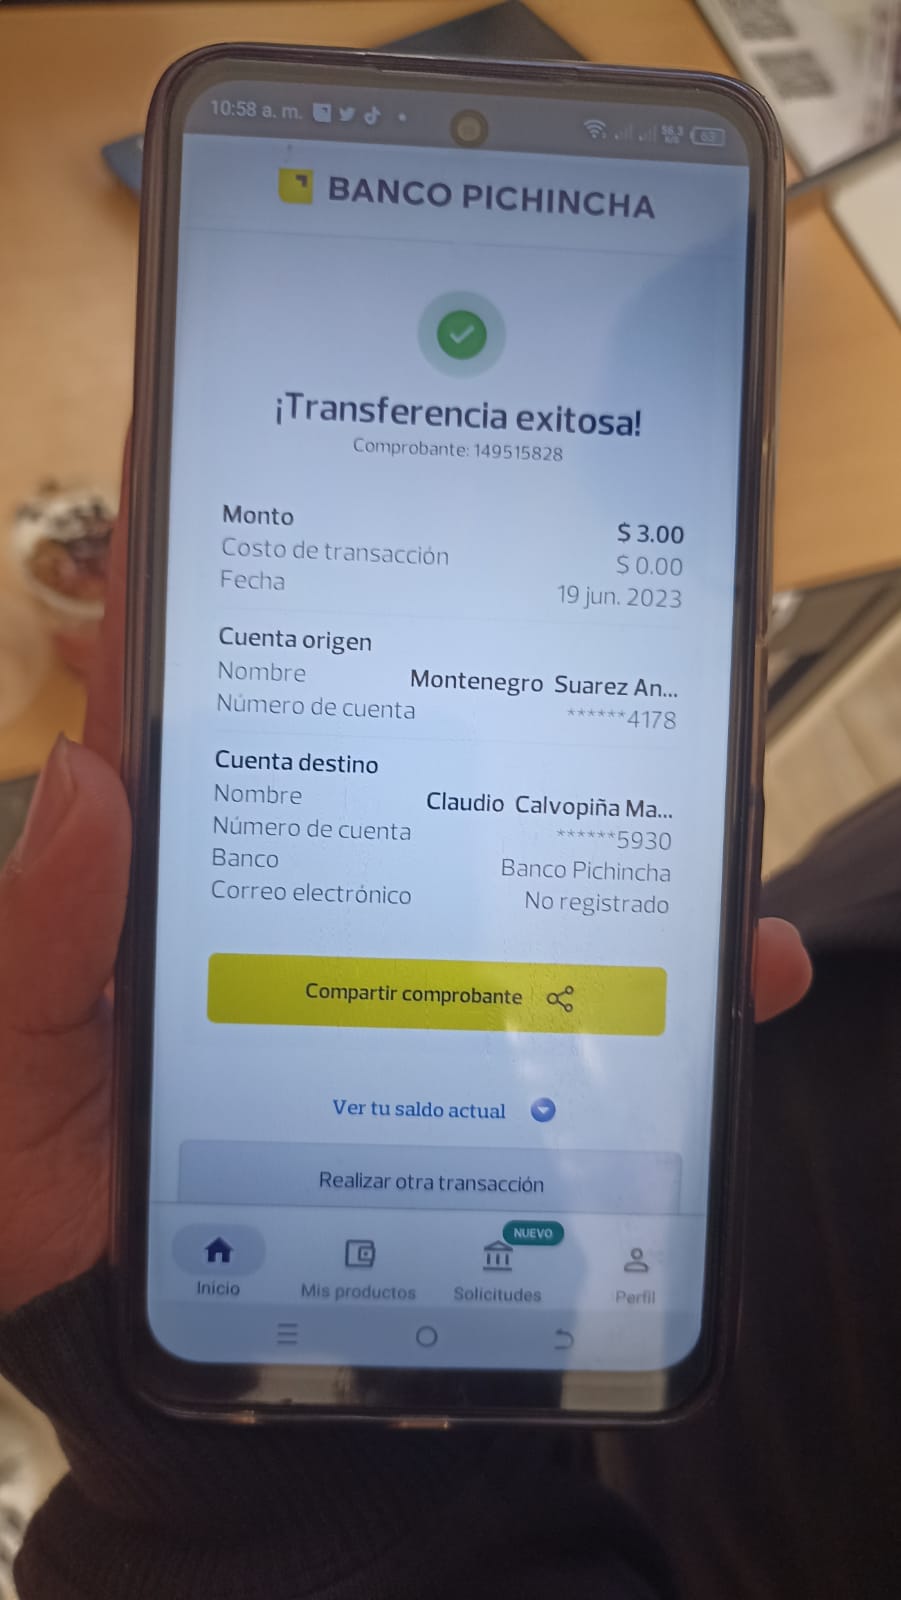 10:58 a. m.
56,3
K/S
63
BANCO PICHINCHA
¡Transferencia exitosa!
Comprobante: 149515828
Monto $ 3.00
Costo de transacción $ 0.00
Fecha 19 jun. 2023
Cuenta origen
Nombre Montenegro Suarez An...
Número de cuenta ******4178
Cuenta destino
Nombre Claudio Calvopiña Ma...
Número de cuenta ******5930
Banco Banco Pichincha
Correo electrónico No registrado
Compartir comprobante
Ver tu saldo actual
Realizar otra transacción
NUEVO
Inicio Mis productos Solicitudes Perfil